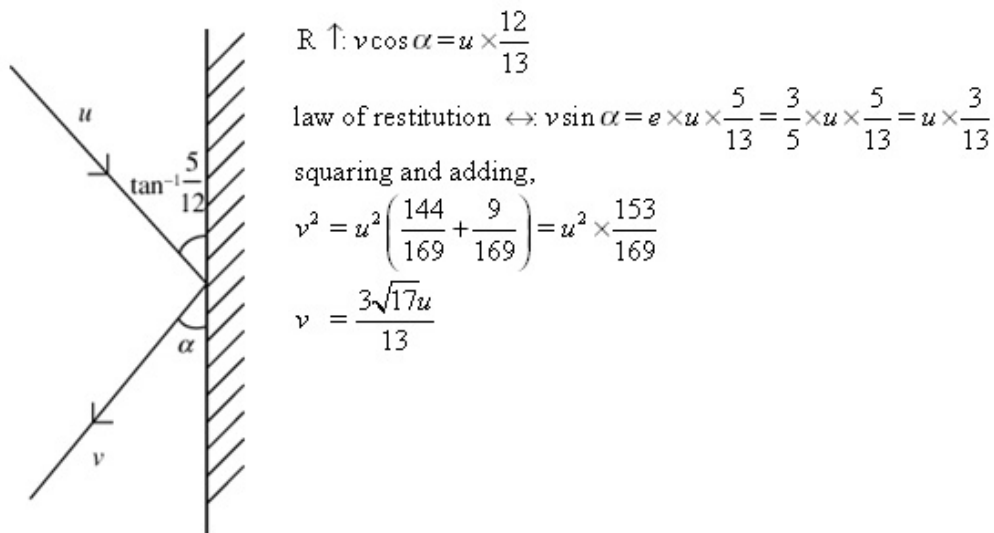 R ↑: v cos α = u × 12/13
law of restitution ↔: v sin α = e × u × 5/13 = 3/5 × u × 5/13 = u × 3/13
squaring and adding,
v² = u² (144/169 + 9/169) = u² × 153/169
v = 3√17u/13
u
tan⁻¹ 5/12
α
v